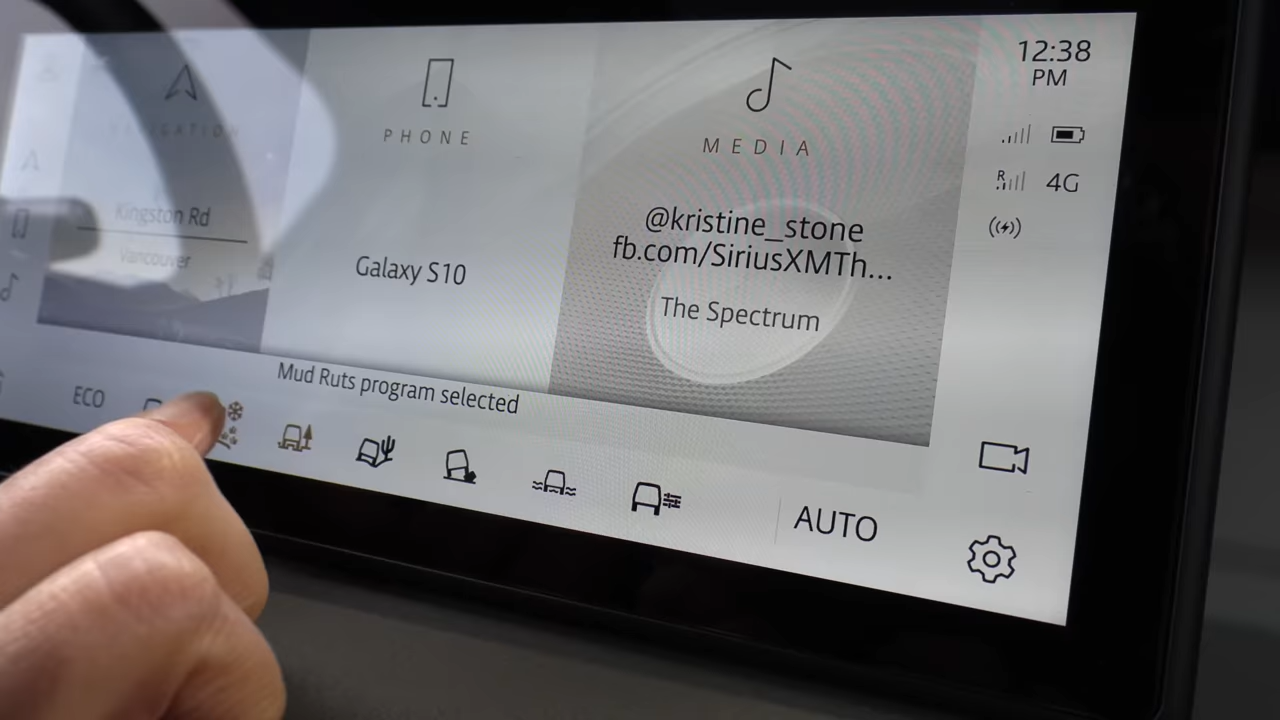 12:38
PM
NAVIGATION
PHONE
MEDIA
Kingston Rd
Vancouver
Galaxy S10
@kristine_stone
fb.com/SiriusXMTh...
The Spectrum
R
4G
Mud Ruts program selected
ECO
AUTO